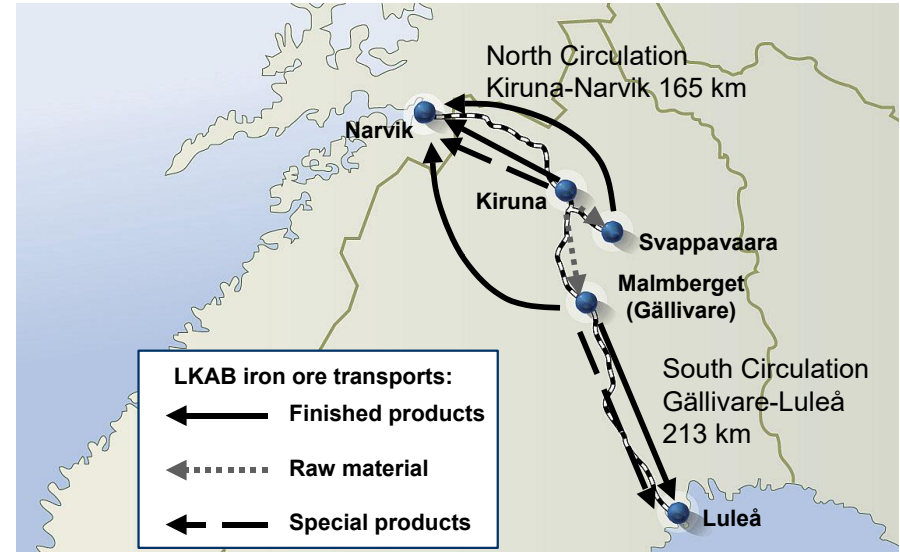 North Circulation
Kiruna-Narvik 165 km
Narvik
Kiruna
Svappavaara
Malmberget
(Gällivare)
South Circulation
Gällivare-Luleå
213 km
LKAB iron ore transports:
Finished products
Raw material
Special products
Luleå